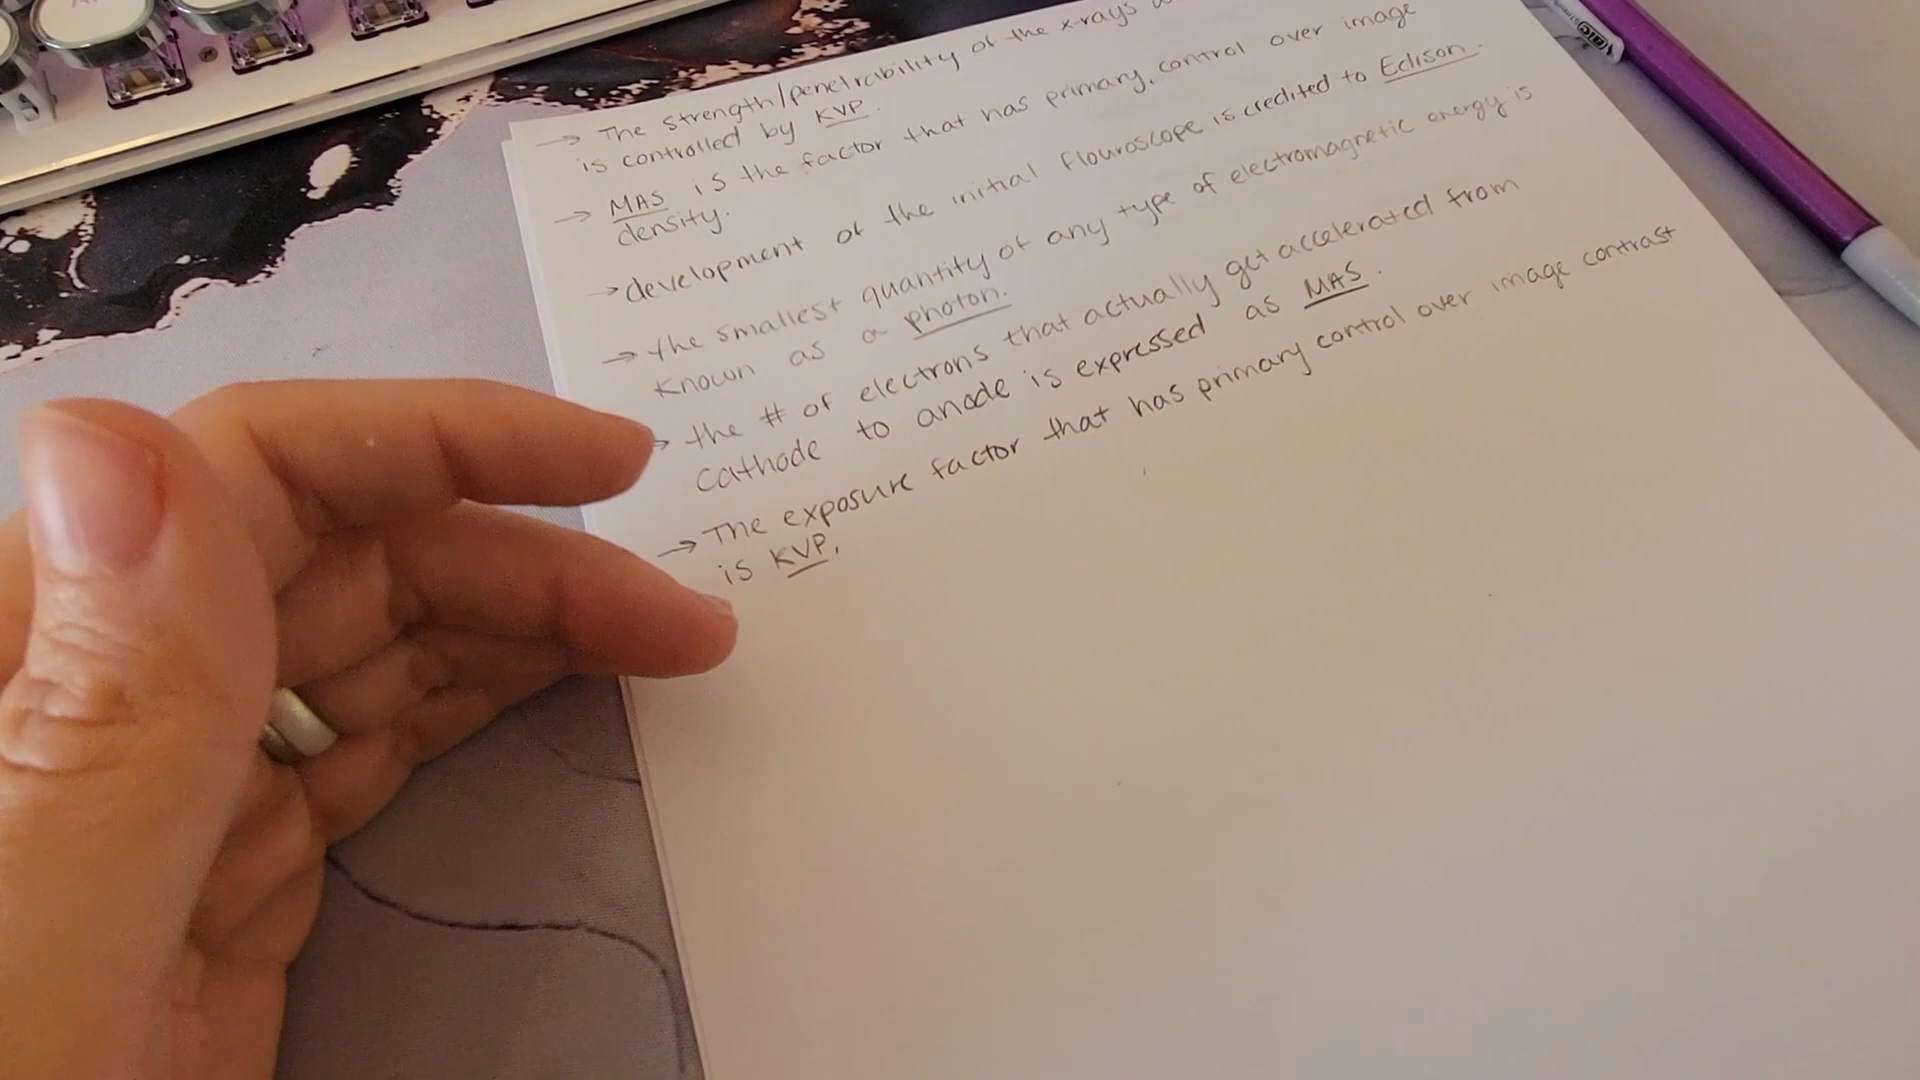 → The strength/penetrability of the x-rays
is controlled by KVP.
→ MAS is the factor that has primary control over image
density.
→ development of the initial flouroscope is credited to Edison.
→ the smallest quantity of any type of electromagnetic energy is
known as a photon.
→ the # of electrons that actually get accelerated from
cathode to anode is expressed as MAS.
→ The exposure factor that has primary control over image contrast
is KVP.
BIC